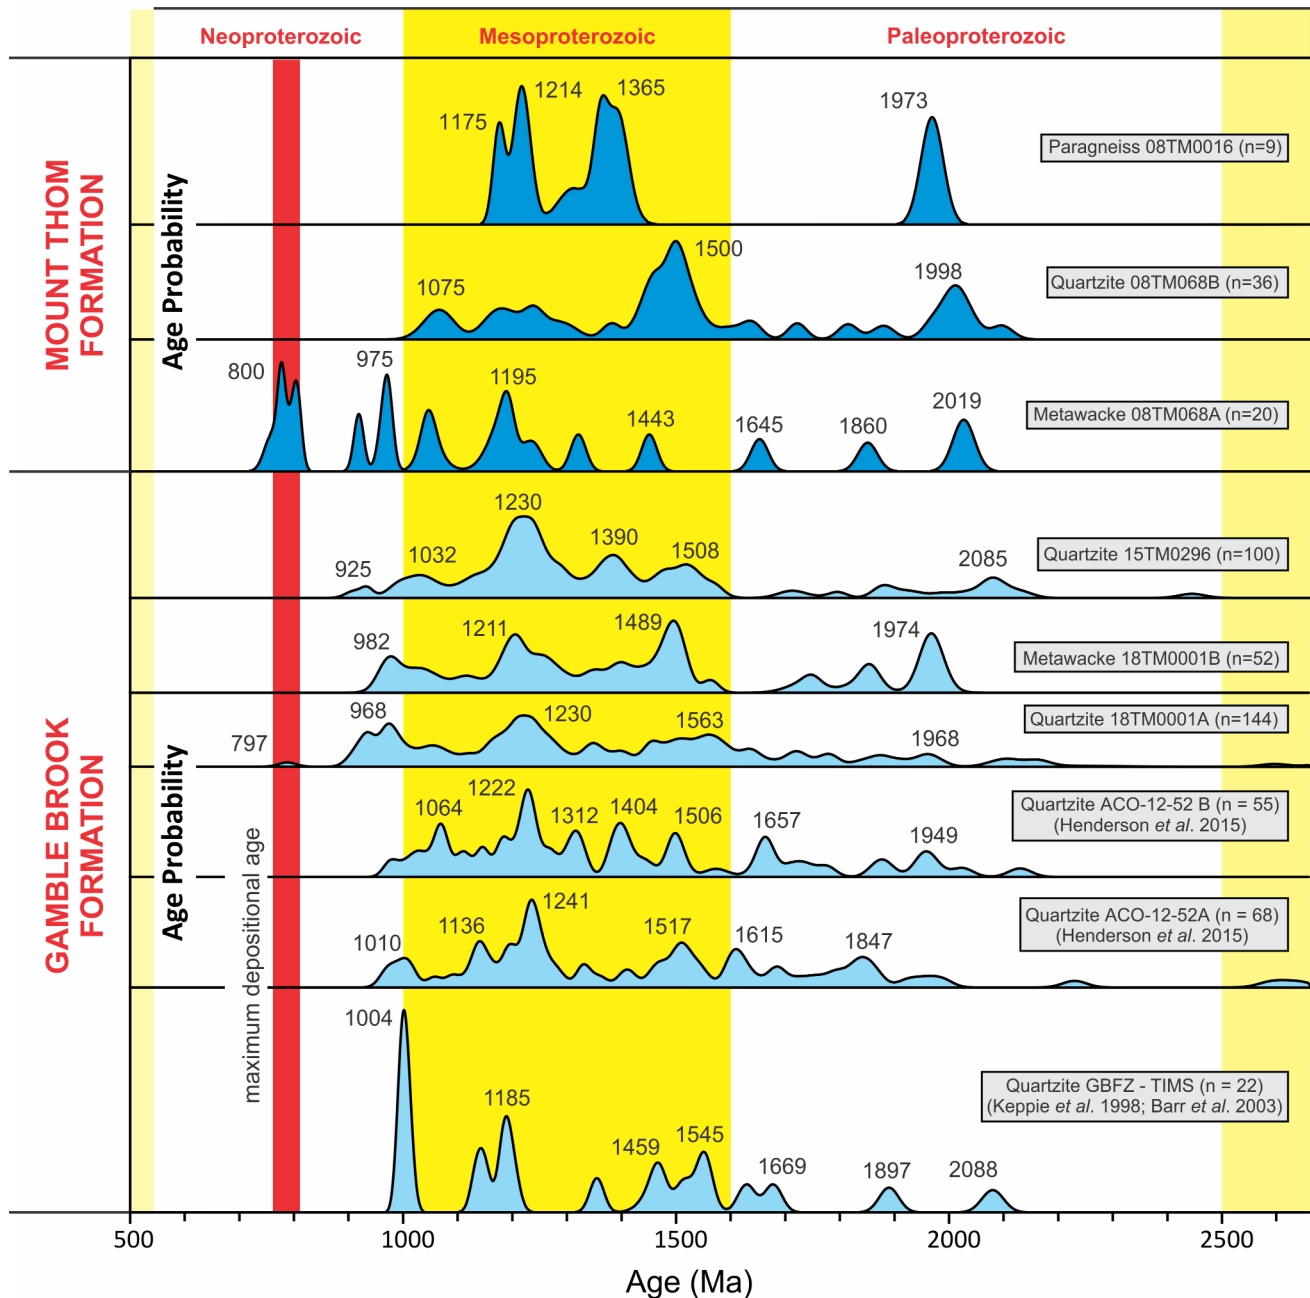 Neoproterozoic
Mesoproterozoic
Paleoproterozoic
MOUNT THOM
FORMATION
Age Probability
1175
1214
1365
1973
Paragneiss 08TM0016 (n=9)
1075
1500
1998
Quartzite 08TM068B (n=36)
800
975
1195
1443
1645
1860
2019
Metawacke 08TM068A (n=20)
GAMBLE BROOK
FORMATION
Age Probability
maximum depositional age
925
1032
1230
1390
1508
2085
Quartzite 15TM0296 (n=100)
982
1211
1489
1974
Metawacke 18TM0001B (n=52)
797
968
1230
1563
1968
Quartzite 18TM0001A (n=144)
1064
1222
1312
1404
1506
1657
1949
Quartzite ACO-12-52 B (n = 55)
(Henderson et al. 2015)
1010
1136
1241
1517
1615
1847
Quartzite ACO-12-52A (n = 68)
(Henderson et al. 2015)
1004
1185
1459
1545
1669
1897
2088
Quartzite GBFZ - TIMS (n = 22)
(Keppie et al. 1998; Barr et al. 2003)
500
1000
1500
2000
2500
Age (Ma)